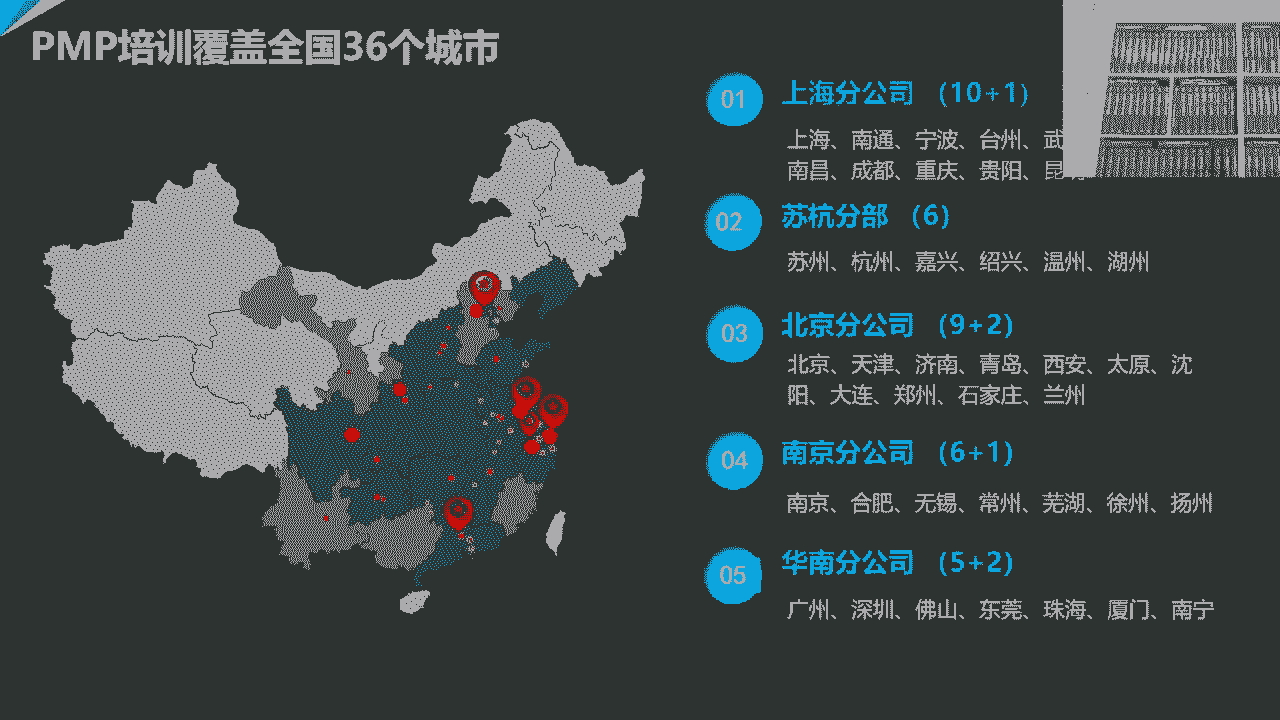 PMP培训覆盖全国36个城市
01
上海分公司 (10+1)
上海、南通、宁波、台州、武
南昌、成都、重庆、贵阳、昆
02
苏杭分部 (6)
苏州、杭州、嘉兴、绍兴、温州、湖州
03
北京分公司 (9+2)
北京、天津、济南、青岛、西安、太原、沈
阳、大连、郑州、石家庄、兰州
04
南京分公司 (6+1)
南京、合肥、无锡、常州、芜湖、徐州、扬州
05
华南分公司 (5+2)
广州、深圳、佛山、东莞、珠海、厦门、南宁